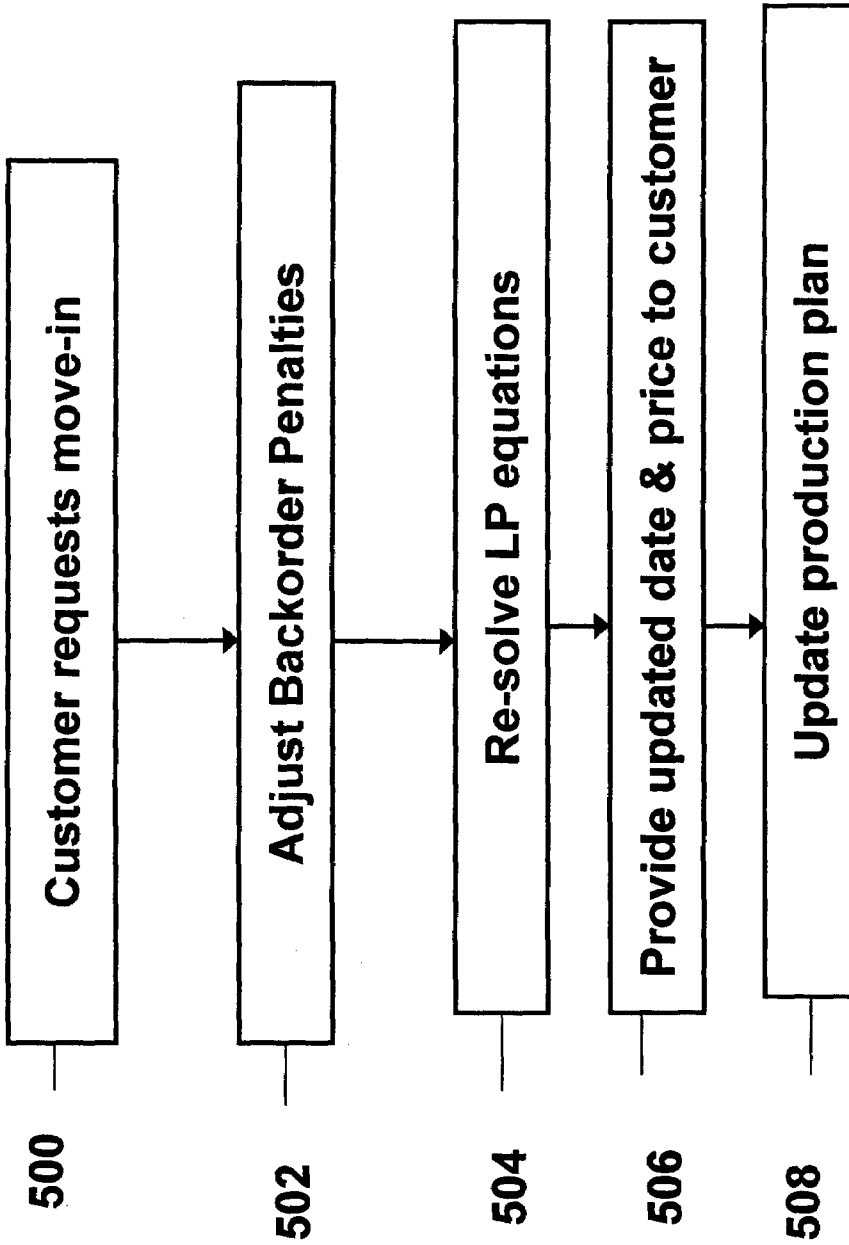 500 Customer requests move-in
502 Adjust Backorder Penalties
504 Re-solve LP equations
506 Provide updated date & price to customer
508 Update production plan